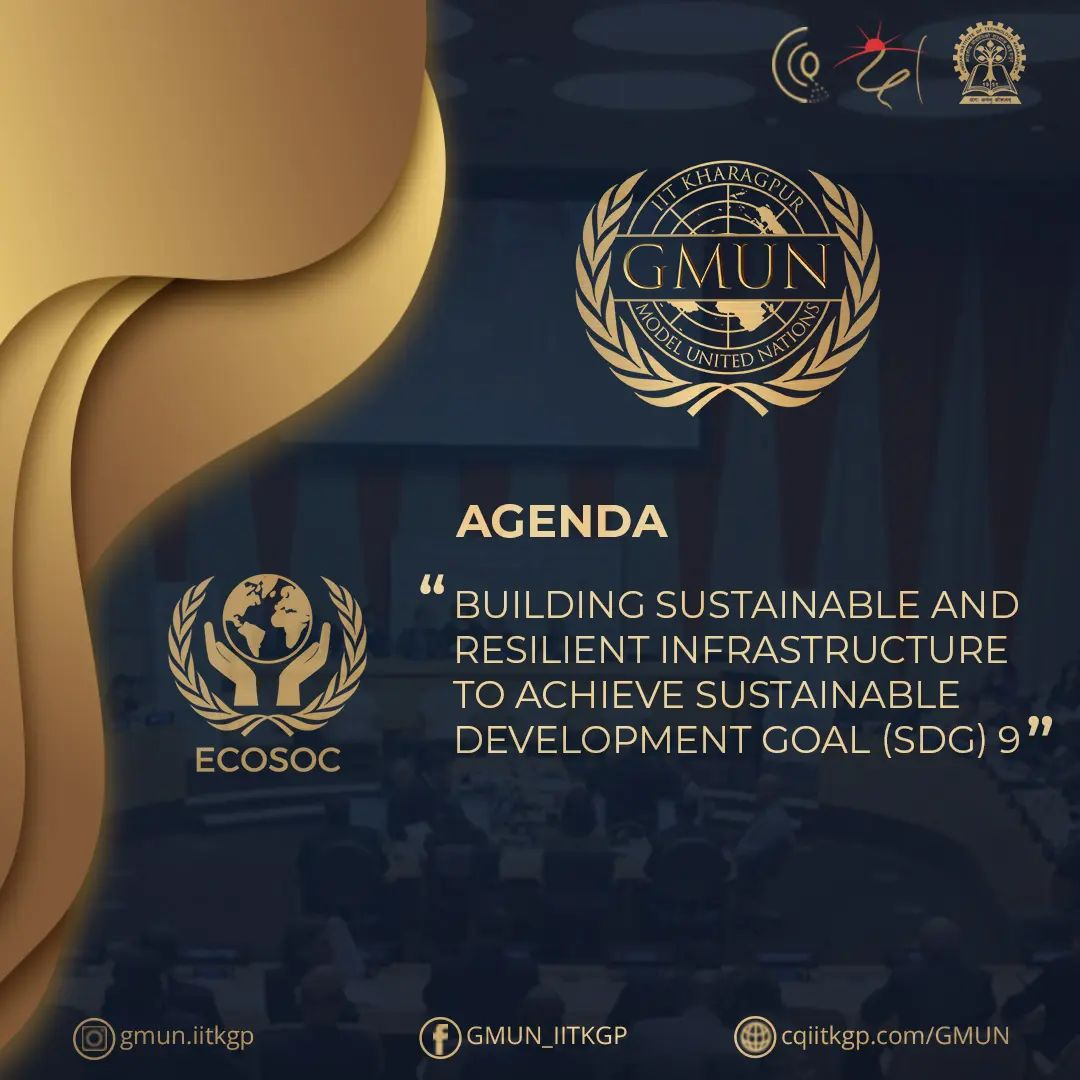 IIT KHARAGPUR
GMUN
MODEL UNITED NATIONS
AGENDA
“BUILDING SUSTAINABLE AND
RESILIENT INFRASTRUCTURE
TO ACHIEVE SUSTAINABLE
DEVELOPMENT GOAL (SDG) 9”
ECOSOC
gmun.iitkgp
GMUN_IITKGP
cqiitkgp.com/GMUN